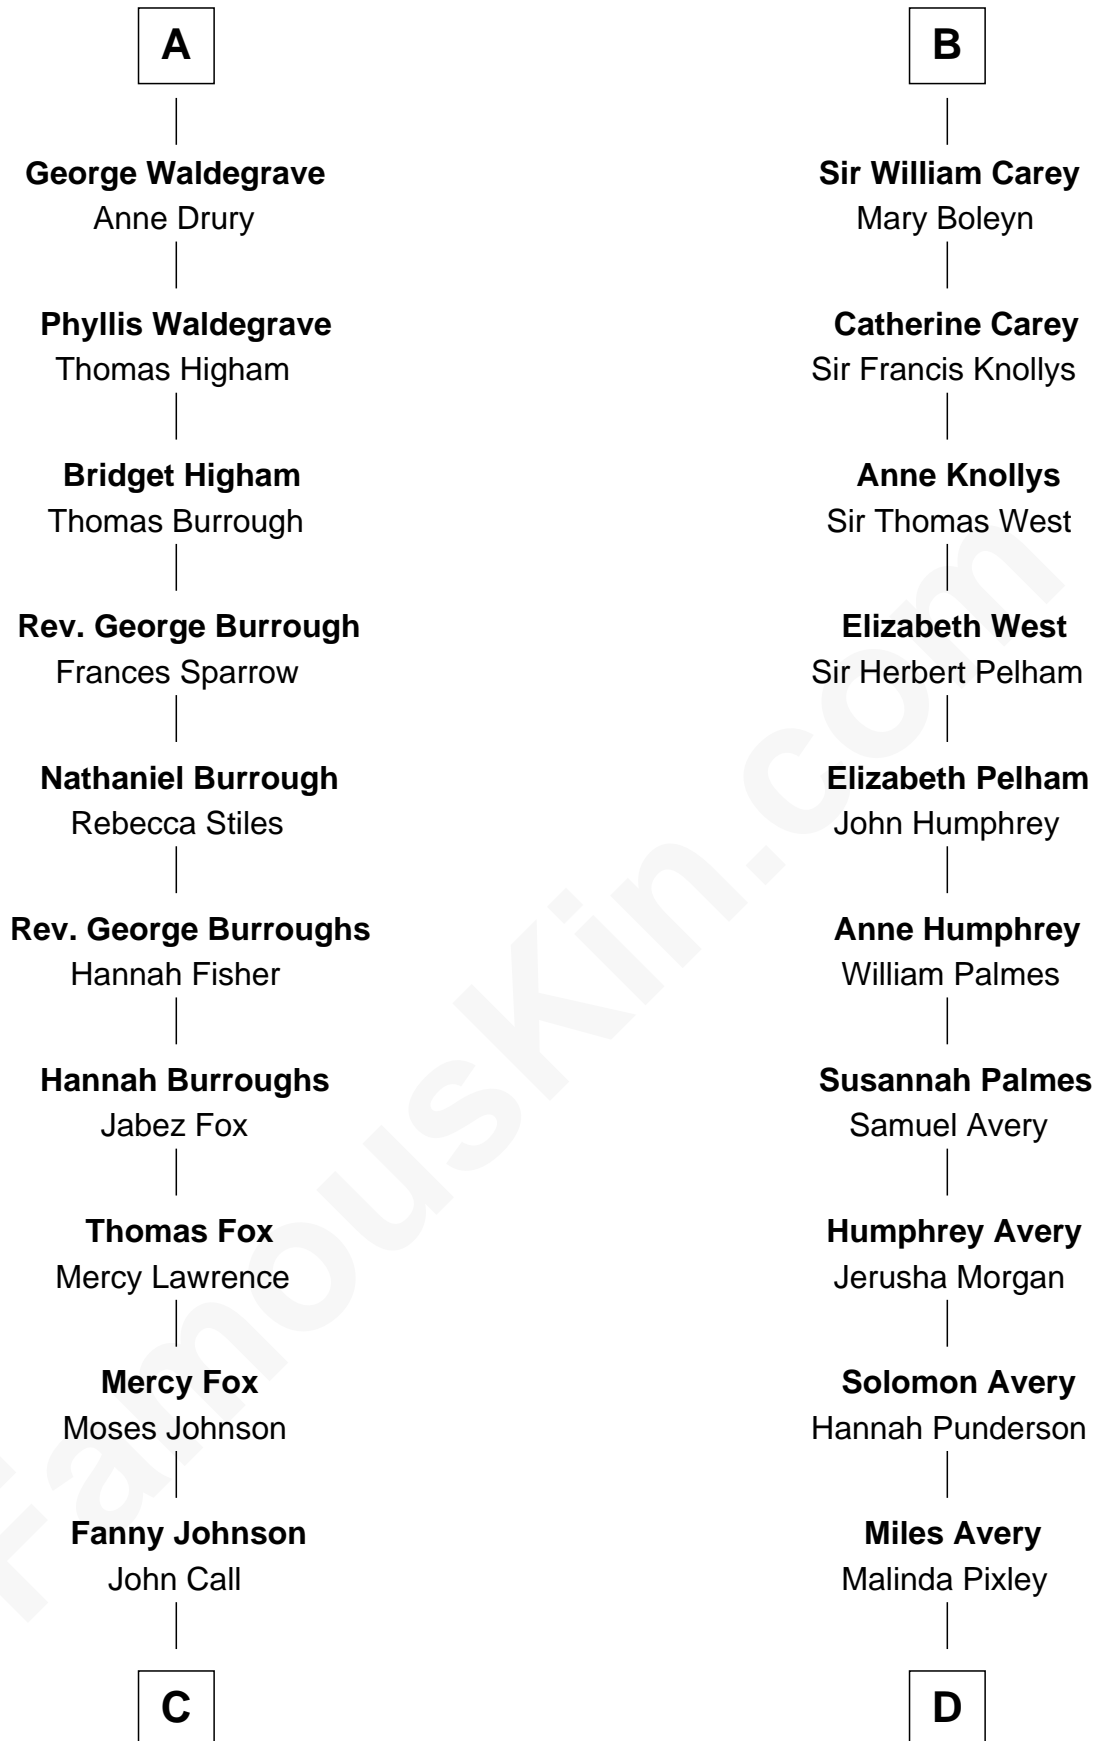 A
George Waldegrave
Anne Drury
Phyllis Waldegrave
Thomas Higham
Bridget Higham
Thomas Burrough
Rev. George Burrough
Frances Sparrow
Nathaniel Burrough
Rebecca Stiles
Rev. George Burroughs
Hannah Fisher
Hannah Burroughs
Jabez Fox
Thomas Fox
Mercy Lawrence
Mercy Fox
Moses Johnson
Fanny Johnson
John Call
C
B
Sir William Carey
Mary Boleyn
Catherine Carey
Sir Francis Knollys
Anne Knollys
Sir Thomas West
Elizabeth West
Sir Herbert Pelham
Elizabeth Pelham
John Humphrey
Anne Humphrey
William Palmes
Susannah Palmes
Samuel Avery
Humphrey Avery
Jerusha Morgan
Solomon Avery
Hannah Punderson
Miles Avery
Malinda Pixley
D
FamousKin.com